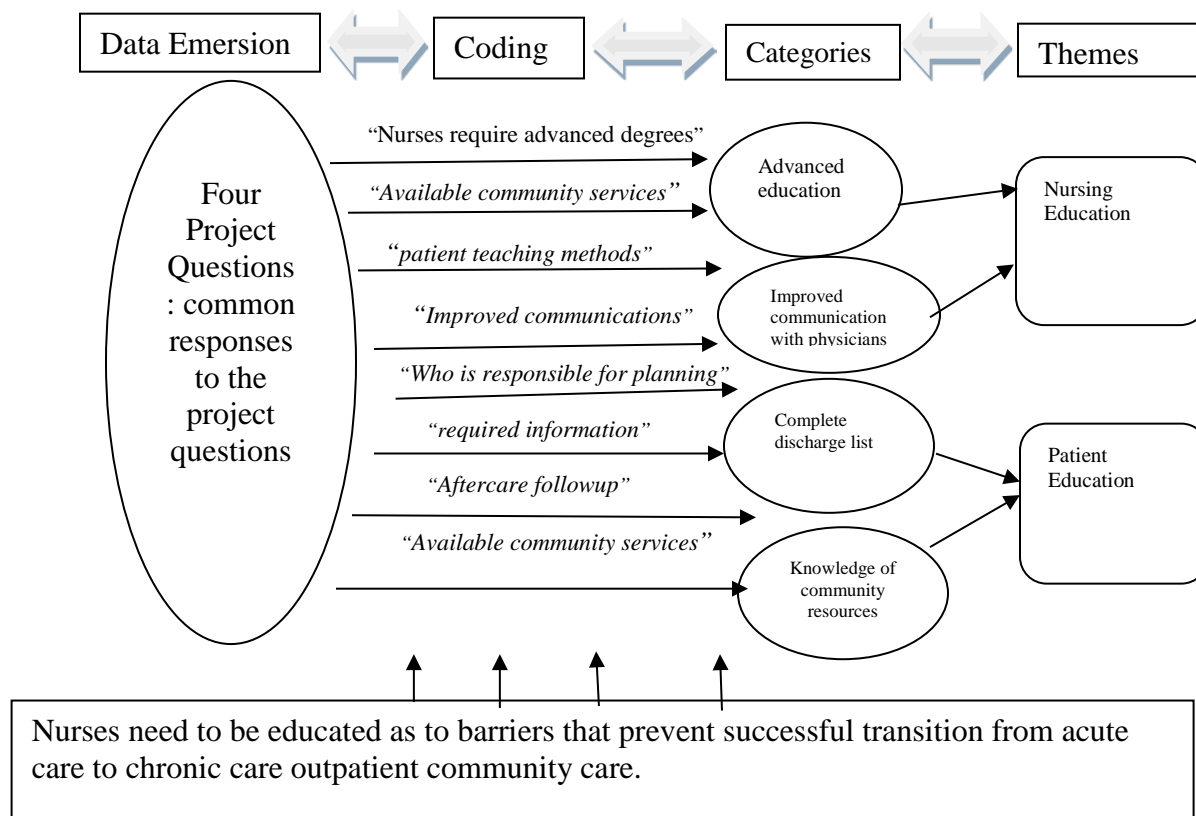 Data Emersion
Coding
Categories
Themes
Four
Project
Questions
: common
responses
to the
project
questions
“Nurses require advanced degrees”
“Available community services”
“patient teaching methods”
“Improved communications”
“Who is responsible for planning”
“required information”
“Aftercare followup”
“Available community services”
Advanced
education
Improved
communication
with physicians
Complete
discharge list
Knowledge of
community
resources
Nursing
Education
Patient
Education
Nurses need to be educated as to barriers that prevent successful transition from acute
care to chronic care outpatient community care.